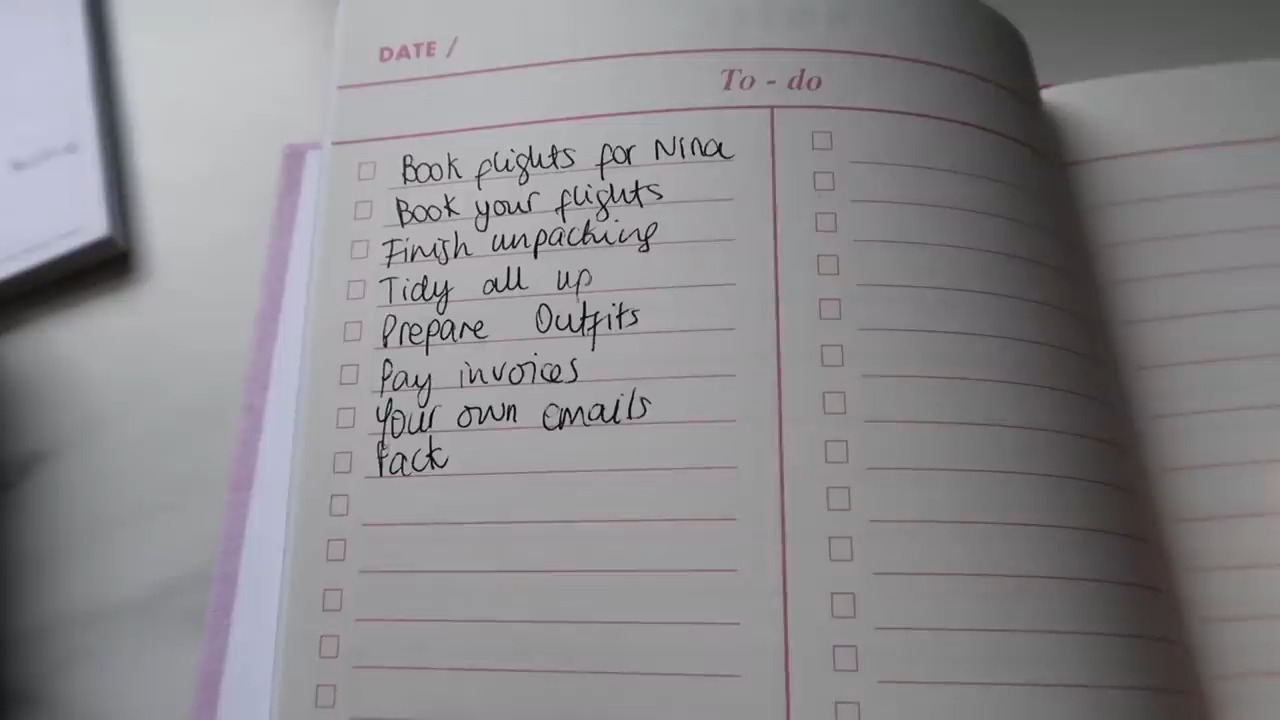 DATE /
To - do
Book flights for Nina
Book your flights
Finish unpacking
Tidy all up
Prepare Outfits
Pay invoices
Your own emails
Pack